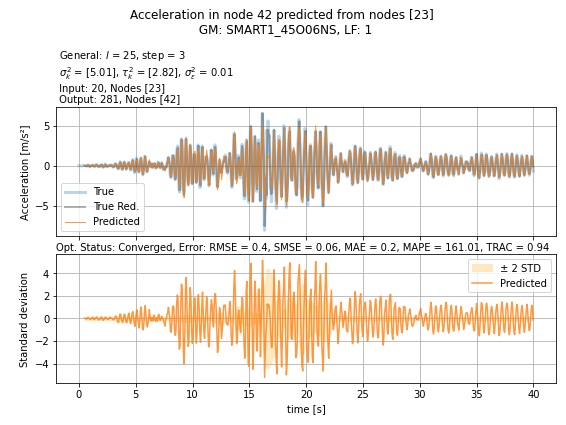 Acceleration in node 42 predicted from nodes [23]
GM: SMART1_45O06NS, LF: 1
General: l = 25, step = 3
σ²ₖ = [5.01], τ²ₖ = [2.82], σ²ε = 0.01
Input: 20, Nodes [23]
Output: 281, Nodes [42]
Acceleration [m/s²]
5
0
−5
True
True Red.
Predicted
Opt. Status: Converged, Error: RMSE = 0.4, SMSE = 0.06, MAE = 0.2, MAPE = 161.01, TRAC = 0.94
Standard deviation
4
2
0
−2
−4
± 2 STD
Predicted
0 5 10 15 20 25 30 35 40
time [s]